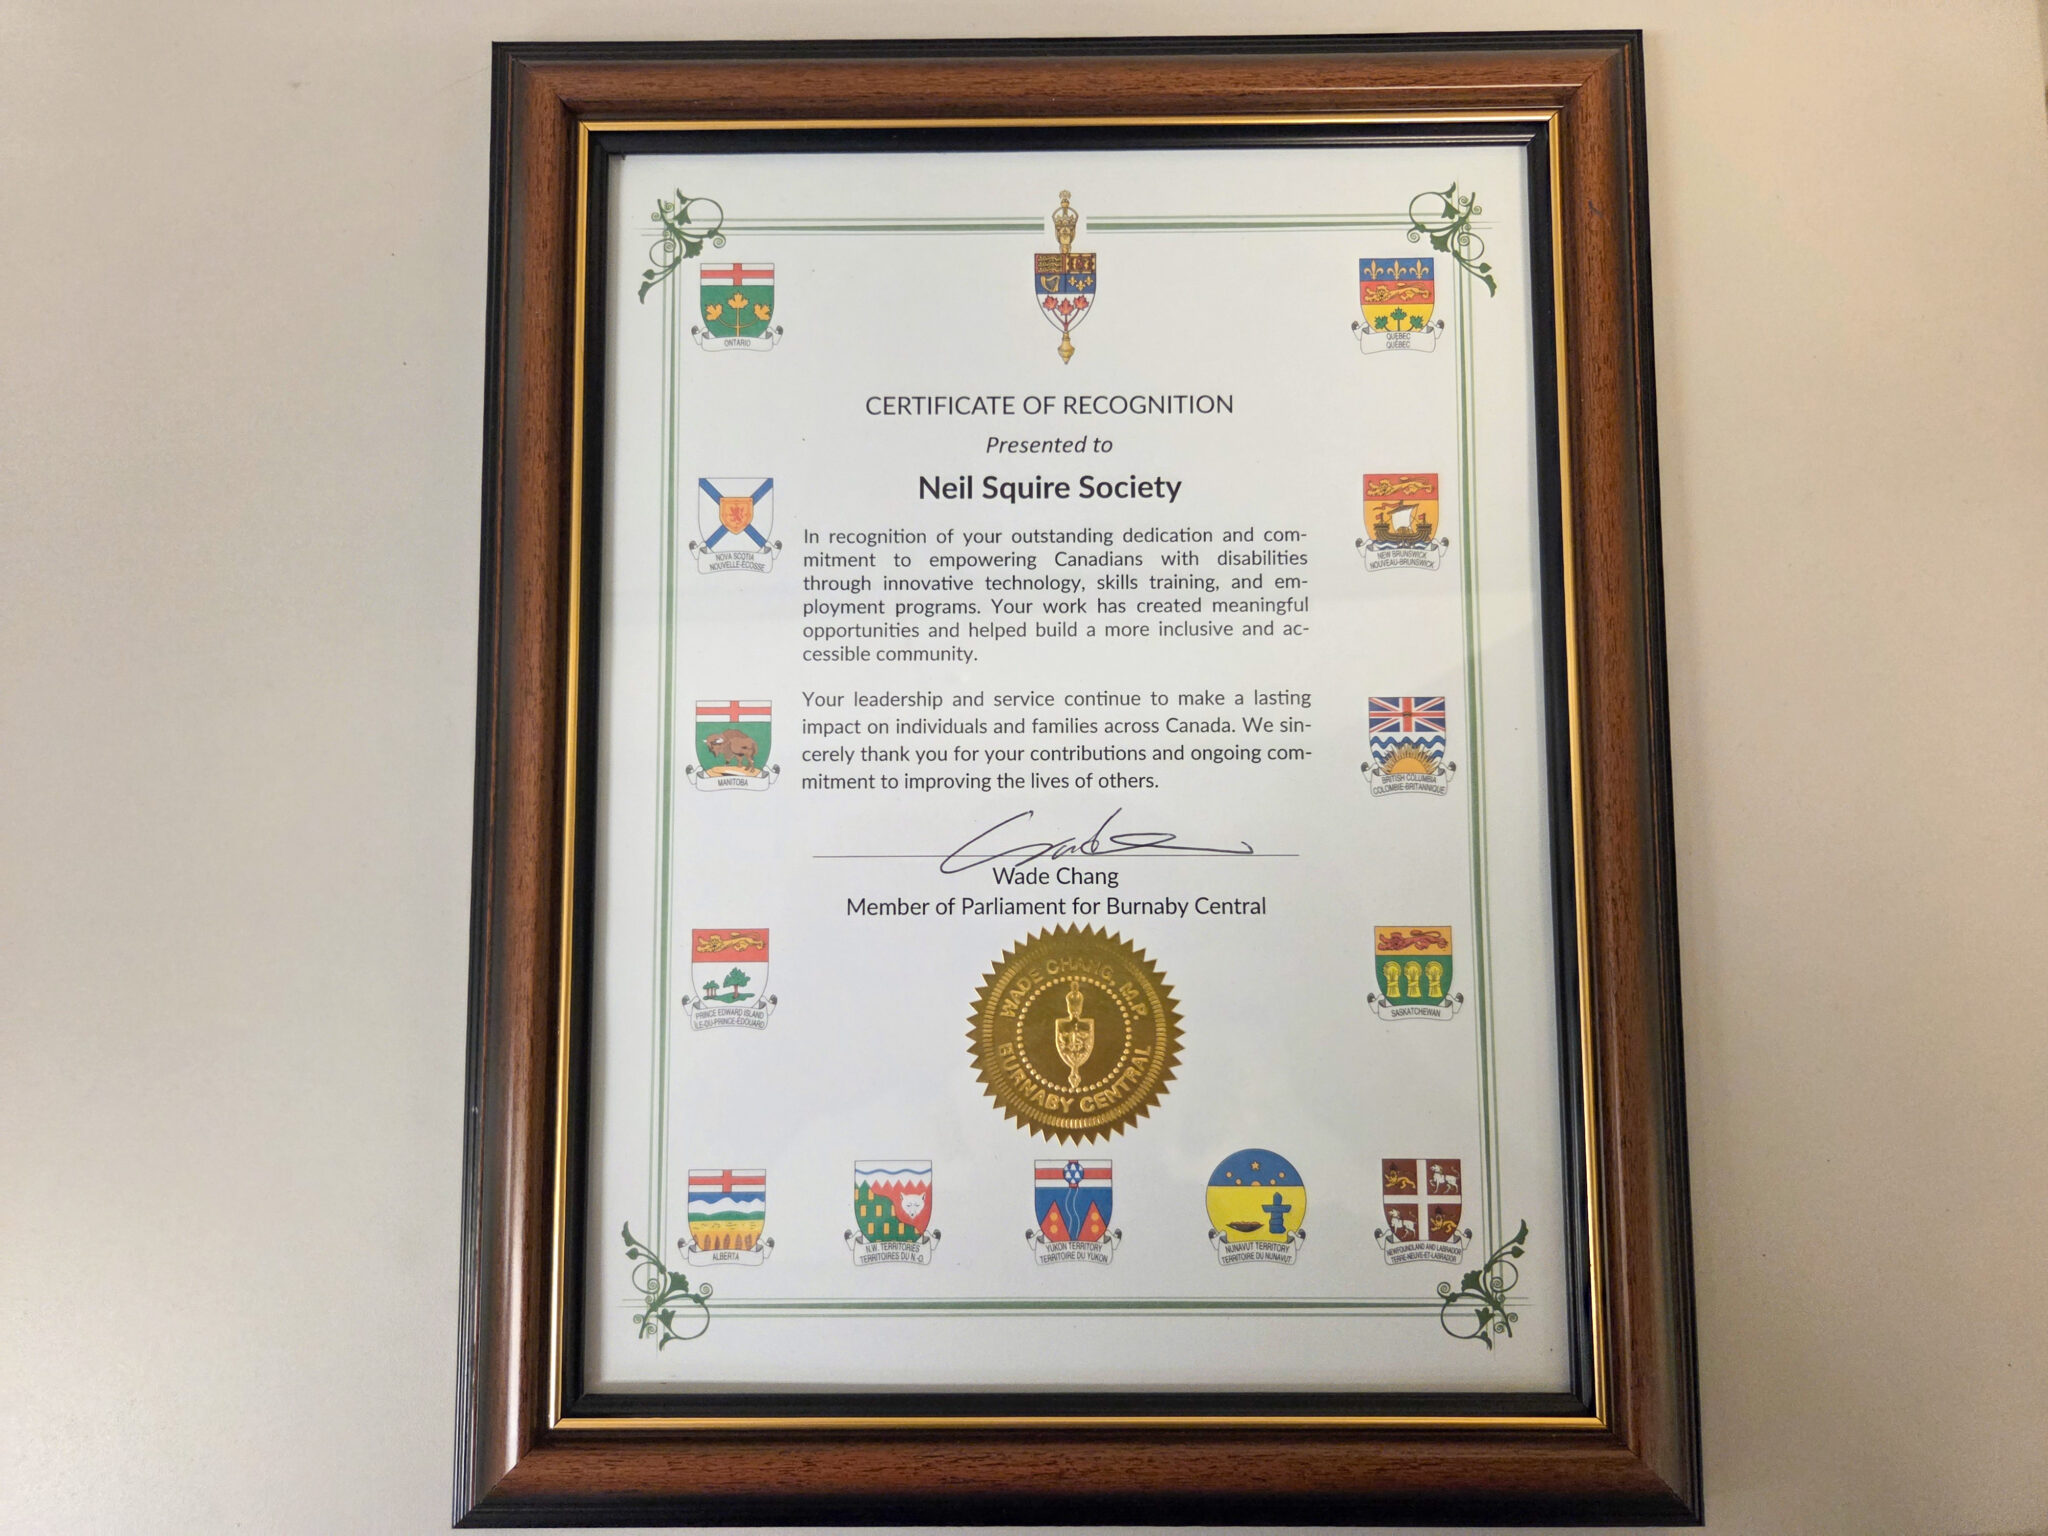 ONTARIO
QUEBEC
QUÉBEC
CERTIFICATE OF RECOGNITION
Presented to
Neil Squire Society
NOVA SCOTIA
NOUVELLE-ÉCOSSE
NEW BRUNSWICK
NOUVEAU-BRUNSWICK
In recognition of your outstanding dedication and com-
mitment to empowering Canadians with disabilities
through innovative technology, skills training, and em-
ployment programs. Your work has created meaningful
opportunities and helped build a more inclusive and ac-
cessible community.
Your leadership and service continue to make a lasting
impact on individuals and families across Canada. We sin-
cerely thank you for your contributions and ongoing com-
mitment to improving the lives of others.
MANITOBA
BRITISH COLUMBIA
COLOMBIE-BRITANNIQUE
Wade Chang
Member of Parliament for Burnaby Central
PRINCE EDWARD ISLAND
ÎLE-DU-PRINCE-ÉDOUARD
SASKATCHEWAN
WADE CHANG, M.P.
BURNABY CENTRAL
ALBERTA
N.W. TERRITORIES
TERRITOIRES DU N.-O.
YUKON TERRITORY
TERRITOIRE DU YUKON
NUNAVUT TERRITORY
TERRITOIRE DU NUNAVUT
NEWFOUNDLAND AND LABRADOR
TERRE-NEUVE-ET-LABRADOR